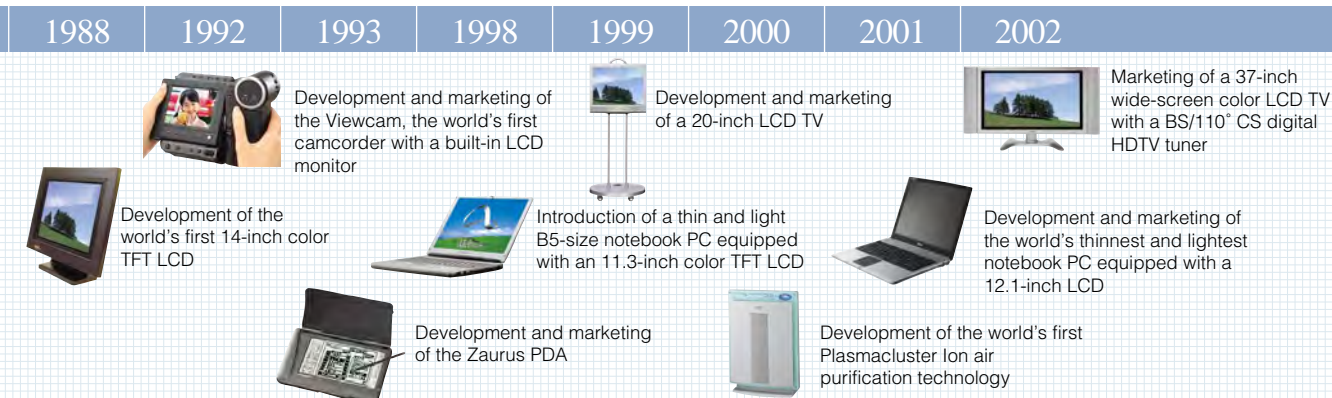 1988 1992 1993 1998 1999 2000 2001 2002
Development and marketing of
the Viewcam, the world's first
camcorder with a built-in LCD
monitor
Development and marketing
of a 20-inch LCD TV
Marketing of a 37-inch
wide-screen color LCD TV
with a BS/110˚ CS digital
HDTV tuner
Development of the
world's first 14-inch color
TFT LCD
Introduction of a thin and light
B5-size notebook PC equipped
with an 11.3-inch color TFT LCD
Development and marketing of
the world's thinnest and lightest
notebook PC equipped with a
12.1-inch LCD
Development and marketing
of the Zaurus PDA
Development of the world's first
Plasmacluster Ion air
purification technology